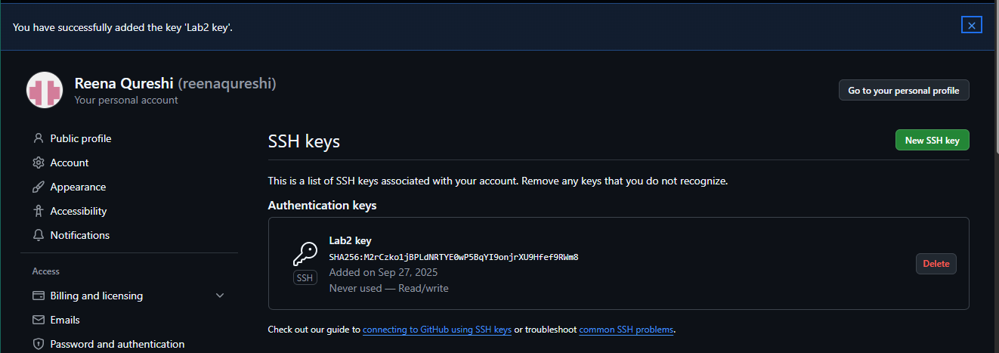 You have successfully added the key 'Lab2 key'.
Reena Qureshi (reenaqureshi)
Your personal account
Go to your personal profile
Public profile
Account
Appearance
Accessibility
Notifications
Access
Billing and licensing
Emails
Password and authentication
SSH keys
New SSH key
This is a list of SSH keys associated with your account. Remove any keys that you do not recognize.
Authentication keys
Lab2 key
SHA256:M2rCzko1jBPLdNRTYE0wP5BqYI9onjrXU9Hfef9RWm8
Added on Sep 27, 2025
Never used — Read/write
SSH
Delete
Check out our guide to connecting to GitHub using SSH keys or troubleshoot common SSH problems.